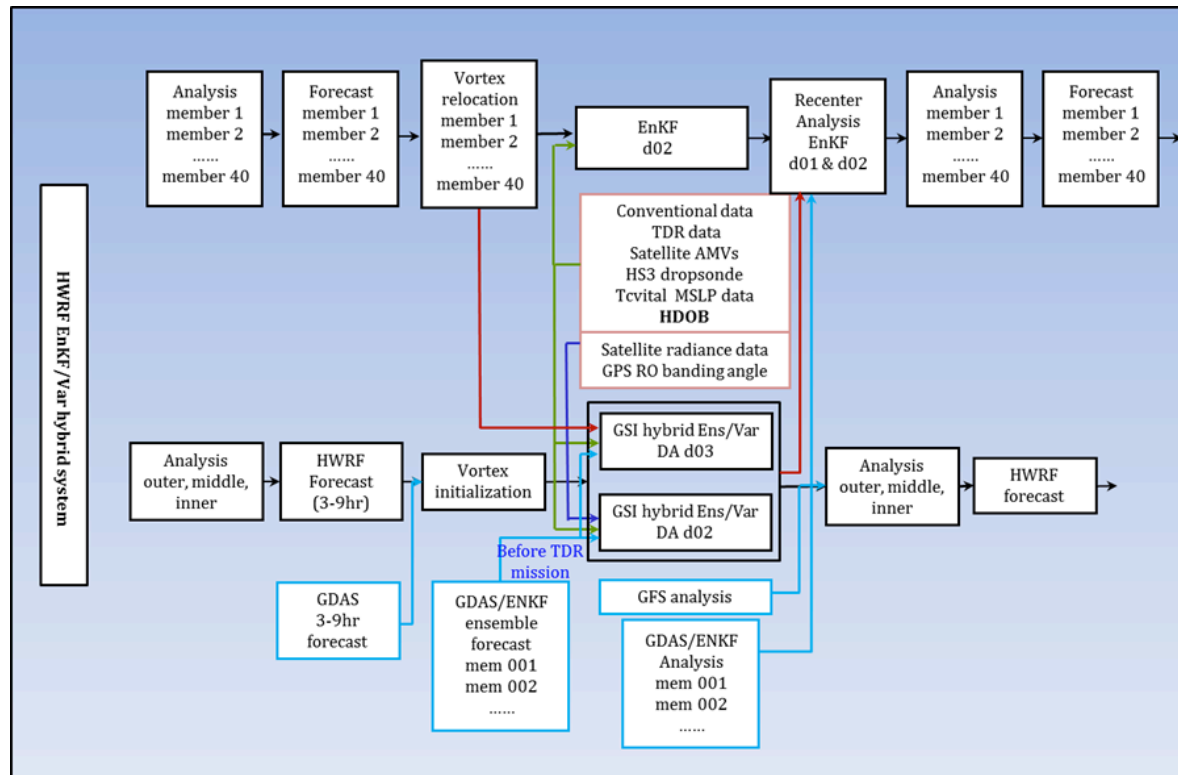 HWRF EnKF/Var hybrid system
Analysis
member 1
member 2
......
member 40
Forecast
member 1
member 2
......
member 40
Vortex
relocation
member 1
member 2
......
member 40
EnKF
d02
Recenter
Analysis
EnKF
d01 & d02
Analysis
member 1
member 2
......
member 40
Forecast
member 1
member 2
......
member 40
Conventional data
TDR data
Satellite AMVs
HS3 dropsonde
Tcvital MSLP data
HDOB
Satellite radiance data
GPS RO banding angle
Analysis
outer, middle,
inner
HWRF
Forecast
(3-9hr)
Vortex
initialization
GSI hybrid Ens/Var
DA d03
GSI hybrid Ens/Var
DA d02
Analysis
outer, middle,
inner
HWRF
forecast
Before TDR
mission
GDAS
3-9hr
forecast
GDAS/ENKF
ensemble
forecast
mem 001
mem 002
......
GFS analysis
GDAS/ENKF
Analysis
mem 001
mem 002
......